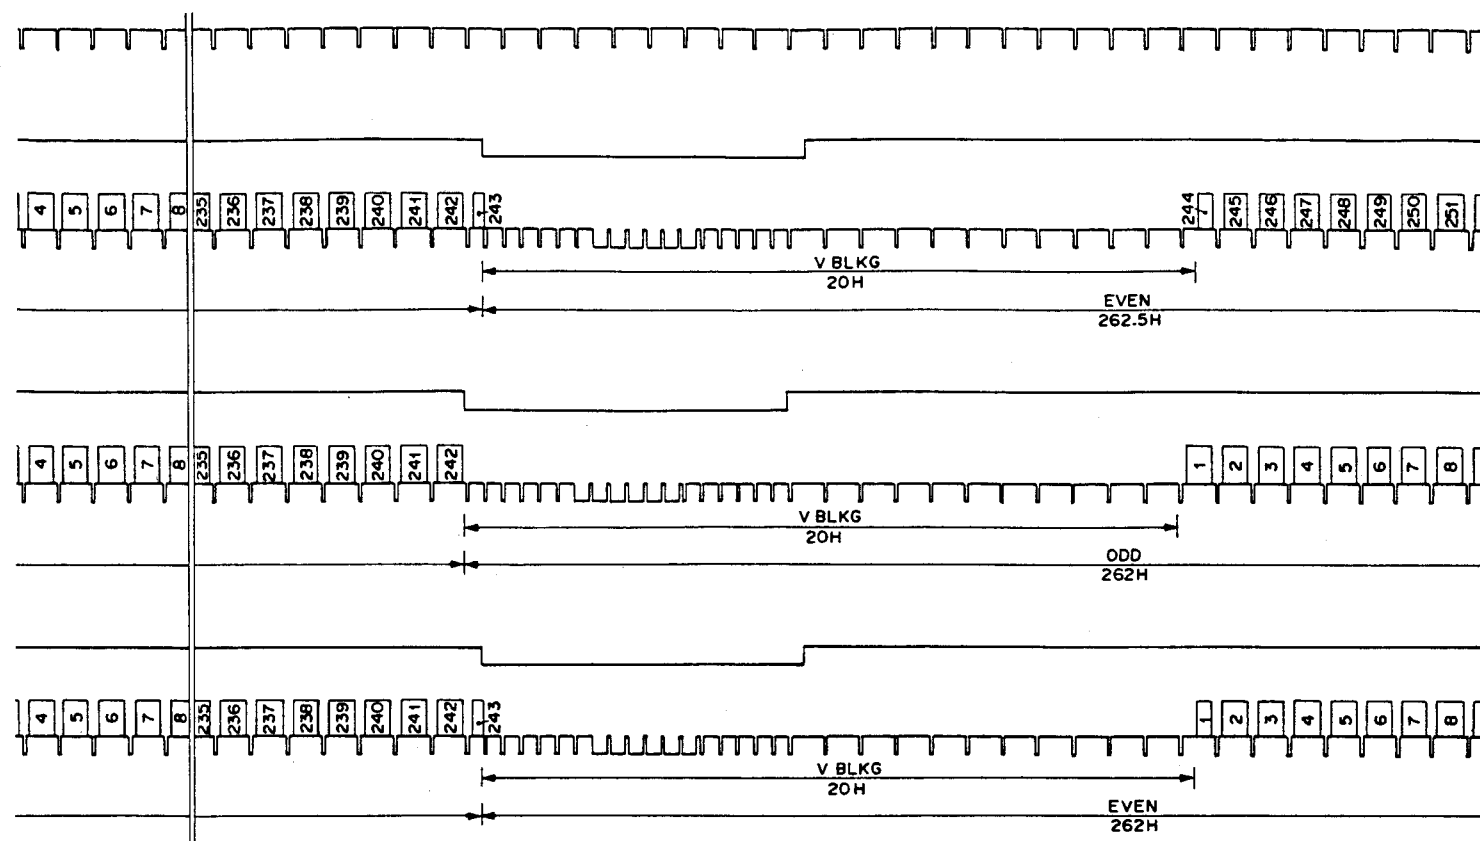 4 5 6 7 8 235 236 237 238 239 240 241 242 243 244 245 246 247 248 249 250 251
V BLKG
20H
EVEN
262.5H
4 5 6 7 8 235 236 237 238 239 240 241 242 1 2 3 4 5 6 7 8
V BLKG
20H
ODD
262H
4 5 6 7 8 235 236 237 238 239 240 241 242 243 1 2 3 4 5 6 7 8
V BLKG
20H
EVEN
262H